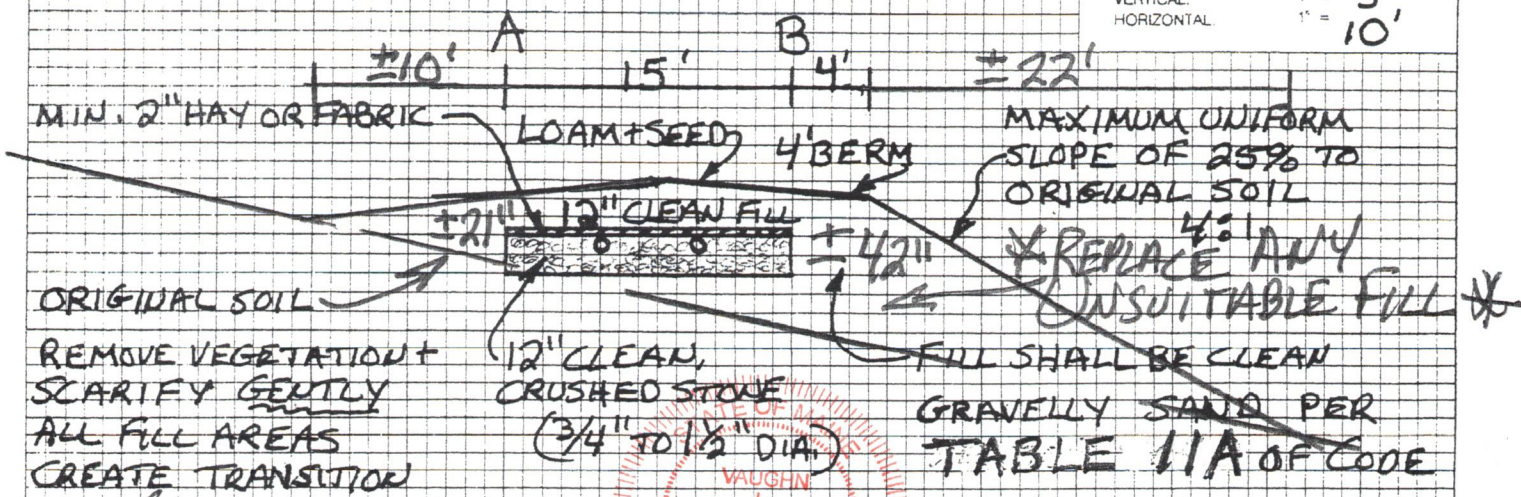 VERTICAL:
HORIZONTAL 1" = 10'
A B
±10' 15' 4' ±22'
MIN. 2" HAY OR FABRIC
LOAM + SEED
4' BERM
MAXIMUM UNIFORM
SLOPE OF 25% TO
ORIGINAL SOIL
4:1
±21" 12" CLEAN FILL ±42"
* REPLACE ANY
UNSUITABLE FILL *
ORIGINAL SOIL
REMOVE VEGETATION +
SCARIFY GENTLY
ALL FILL AREAS
CREATE TRANSITION
12" CLEAN,
CRUSHED STONE
(3/4" TO 1 1/2" DIA.)
FILL SHALL BE CLEAN
GRAVELLY SAND PER
TABLE 11A OF CODE
STATE OF MAINE
VAUGHN